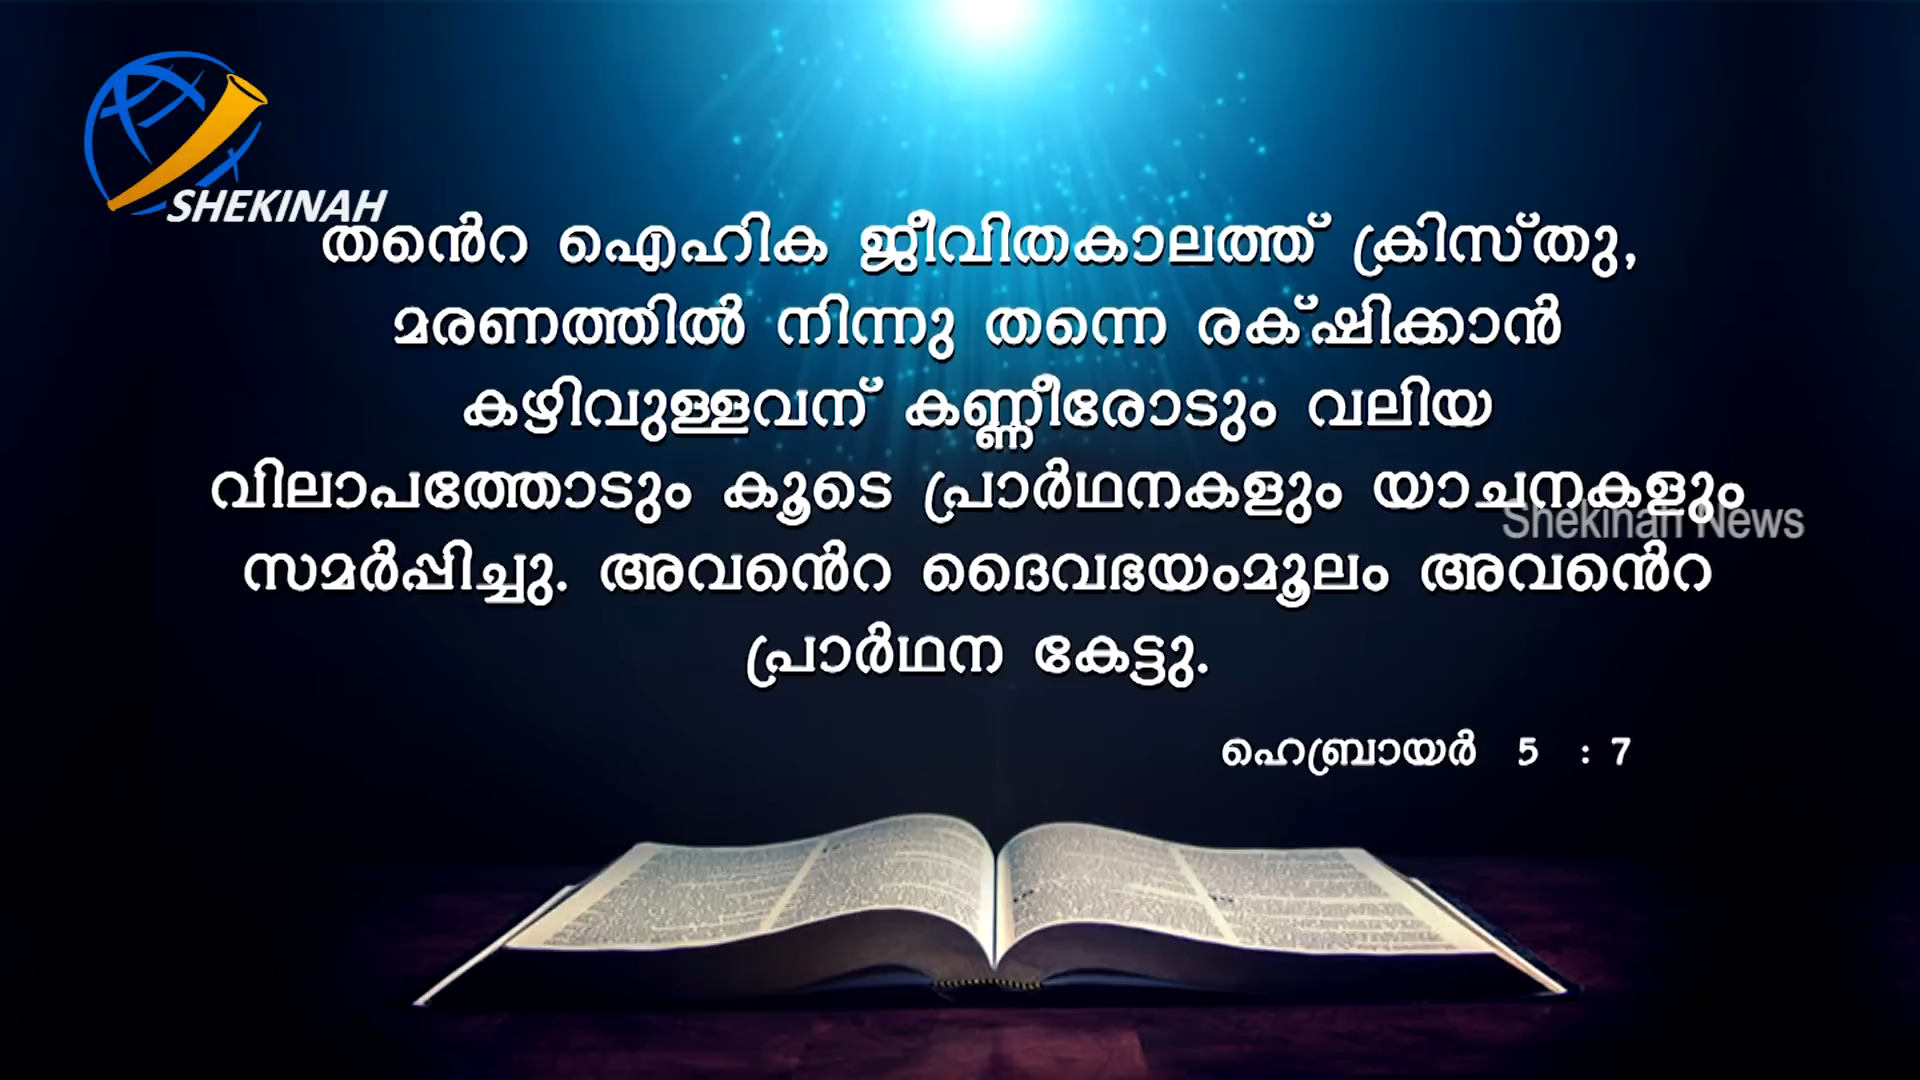 SHEKINAH
തൻെറ ഐഹിക ജീവിതകാലത്ത് ക്രിസ്തു,
മരണത്തിൽ നിന്നു തന്നെ രക്ഷിക്കാൻ
കഴിവുള്ളവന് കണ്ണീരോടും വലിയ
വിലാപത്തോടും കൂടെ പ്രാർഥനകളും യാചനകളും
Shekinah News
സമർപ്പിച്ചു. അവൻെറ ദൈവഭയംമൂലം അവൻെറ
പ്രാർഥന കേട്ടു.
ഹെബ്രായർ 5 : 7